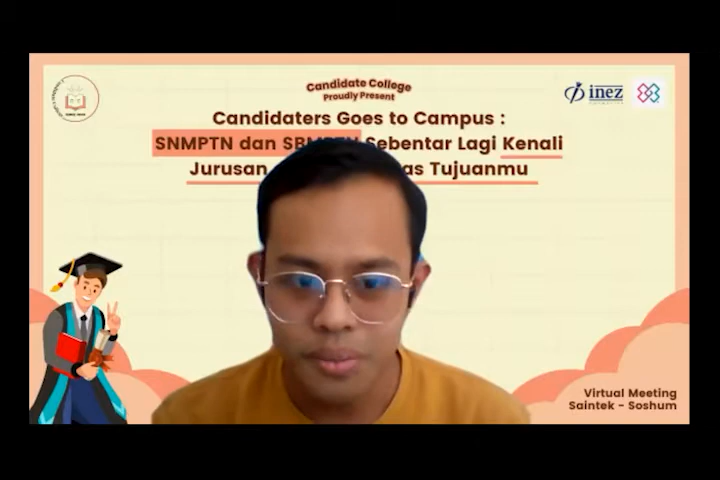 Candidate College
Proudly Present
inez
Candidaters Goes to Campus :
SNMPTN dan Sebentar Lagi Kenali
Jurusan Tujuanmu
Virtual Meeting
Saintek - Soshum